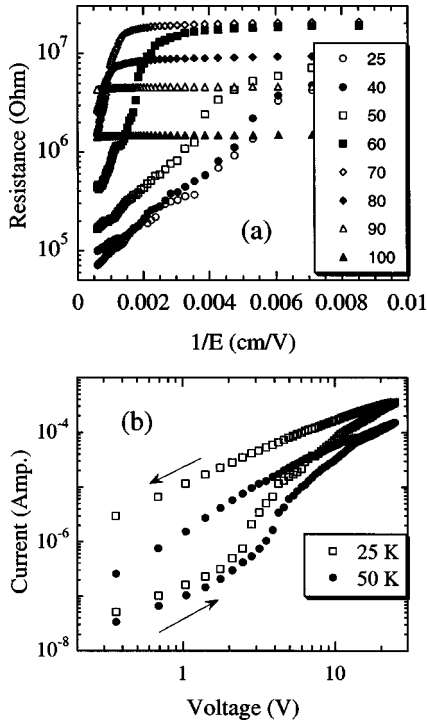 (a)
10^7
10^6
10^5
Resistance (Ohm)
25
40
50
60
70
80
90
100
0 0.002 0.004 0.006 0.008 0.01
1/E (cm/V)
(b)
10^-4
10^-6
10^-8
Current (Amp.)
25 K
50 K
1 10
Voltage (V)